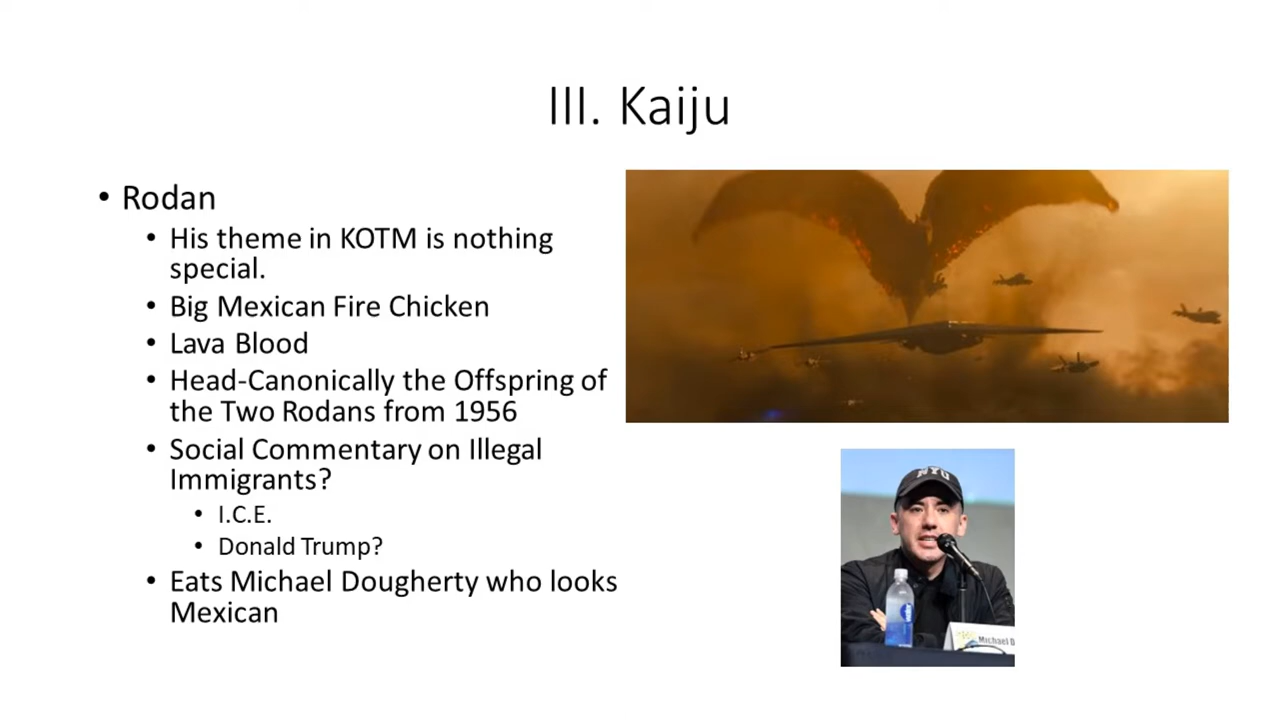 III. Kaiju
• Rodan
• His theme in KOTM is nothing
special.
• Big Mexican Fire Chicken
• Lava Blood
• Head-Canonically the Offspring of
the Two Rodans from 1956
• Social Commentary on Illegal
Immigrants?
• I.C.E.
• Donald Trump?
• Eats Michael Dougherty who looks
Mexican
NYU
Michael D